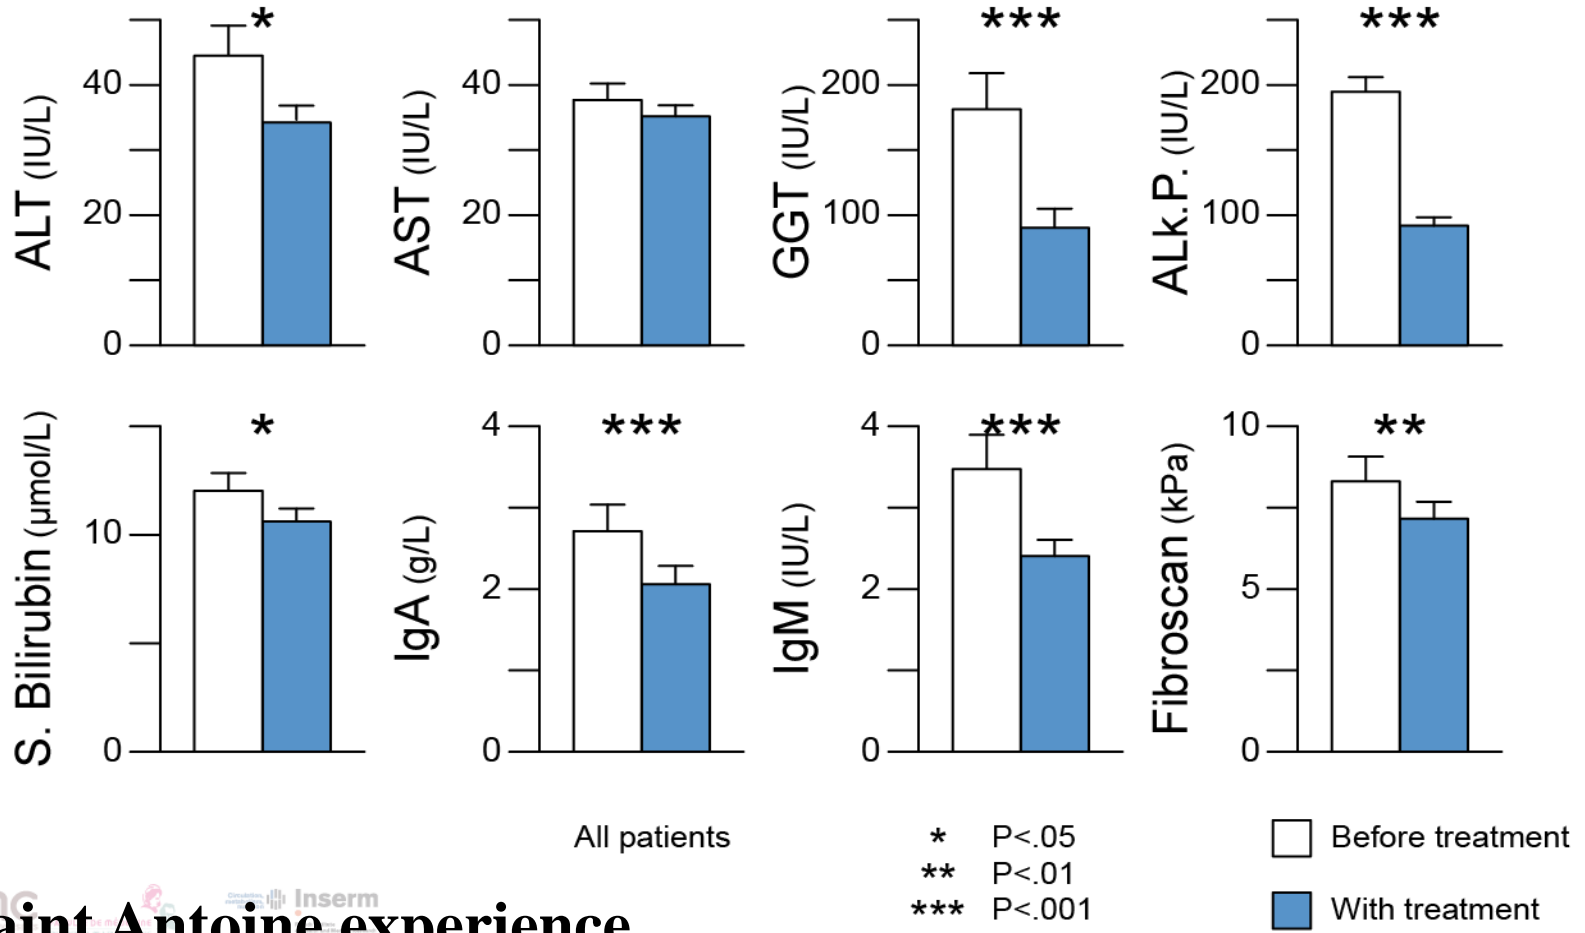 *
***
***
ALT (IU/L)
40
20
0
AST (IU/L)
40
20
0
GGT (IU/L)
200
100
0
ALk.P. (IU/L)
200
100
0
*
***
***
**
S. Bilirubin (µmol/L)
10
0
IgA (g/L)
4
2
0
IgM (IU/L)
4
2
0
Fibroscan (kPa)
10
5
0
All patients
* P<.05
** P<.01
*** P<.001
Before treatment
With treatment
Inserm
aint Antoine experience